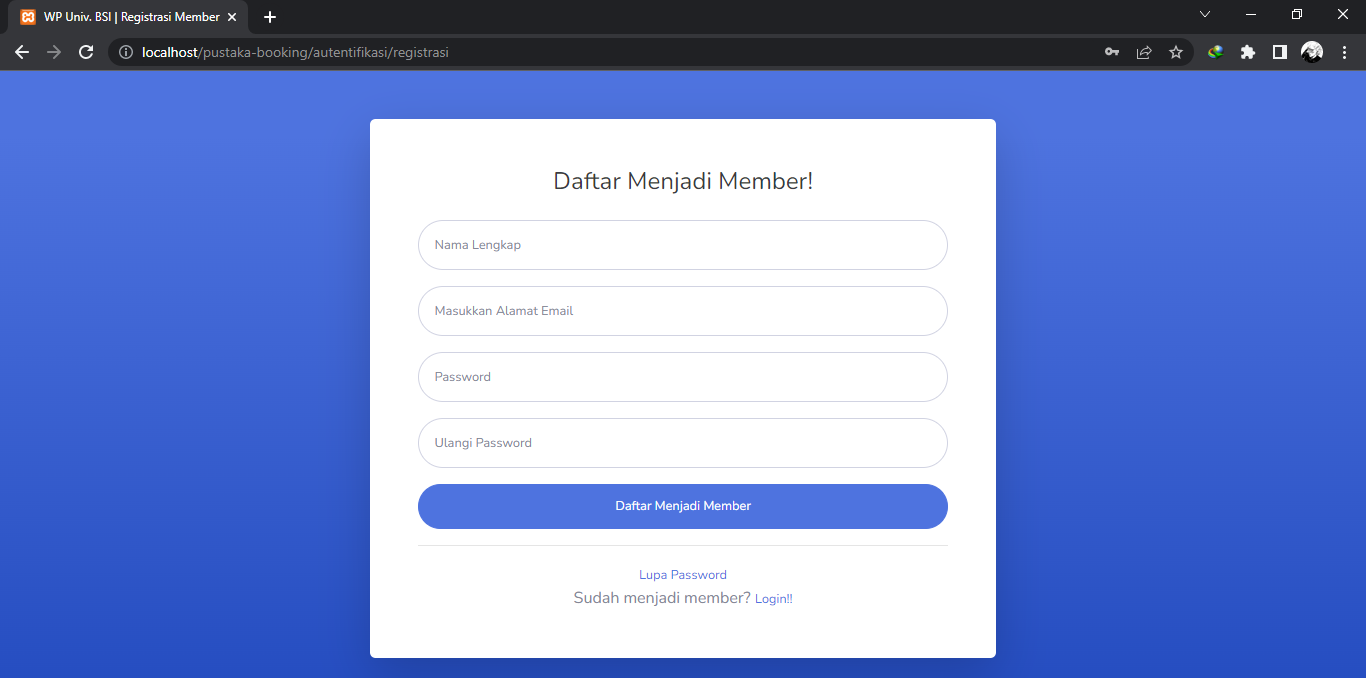 WP Univ. BSI | Registrasi Member
localhost/pustaka-booking/autentifikasi/registrasi
Daftar Menjadi Member!
Nama Lengkap
Masukkan Alamat Email
Password
Ulangi Password
Daftar Menjadi Member
Lupa Password
Sudah menjadi member? Login!!